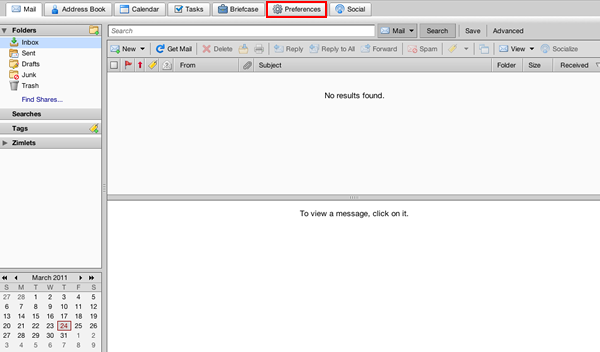 Mail Address Book Calendar Tasks Briefcase Preferences Social
Folders
Search Mail Search Save Advanced
Inbox
New Get Mail Delete Reply Reply to All Forward Spam View Socialize
Sent
From Subject Folder Size Received
Drafts
Junk
Trash
Find Shares...
No results found.
Searches
Tags
Zimlets
To view a message, click on it.
March 2011
S M T W T F S
27 28 1 2 3 4 5
6 7 8 9 10 11 12
13 14 15 16 17 18 19
20 21 22 23 24 25 26
27 28 29 30 31 1 2
3 4 5 6 7 8 9